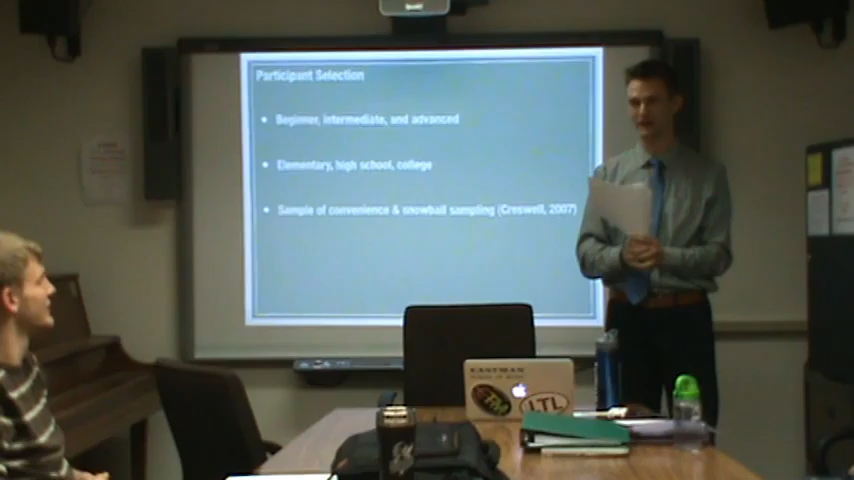 Participant Selection
Beginner, intermediate, and advanced
Elementary, high school, college
Sample of convenience & snowball sampling (Creswell, 2007)
EASTMAN
LTL